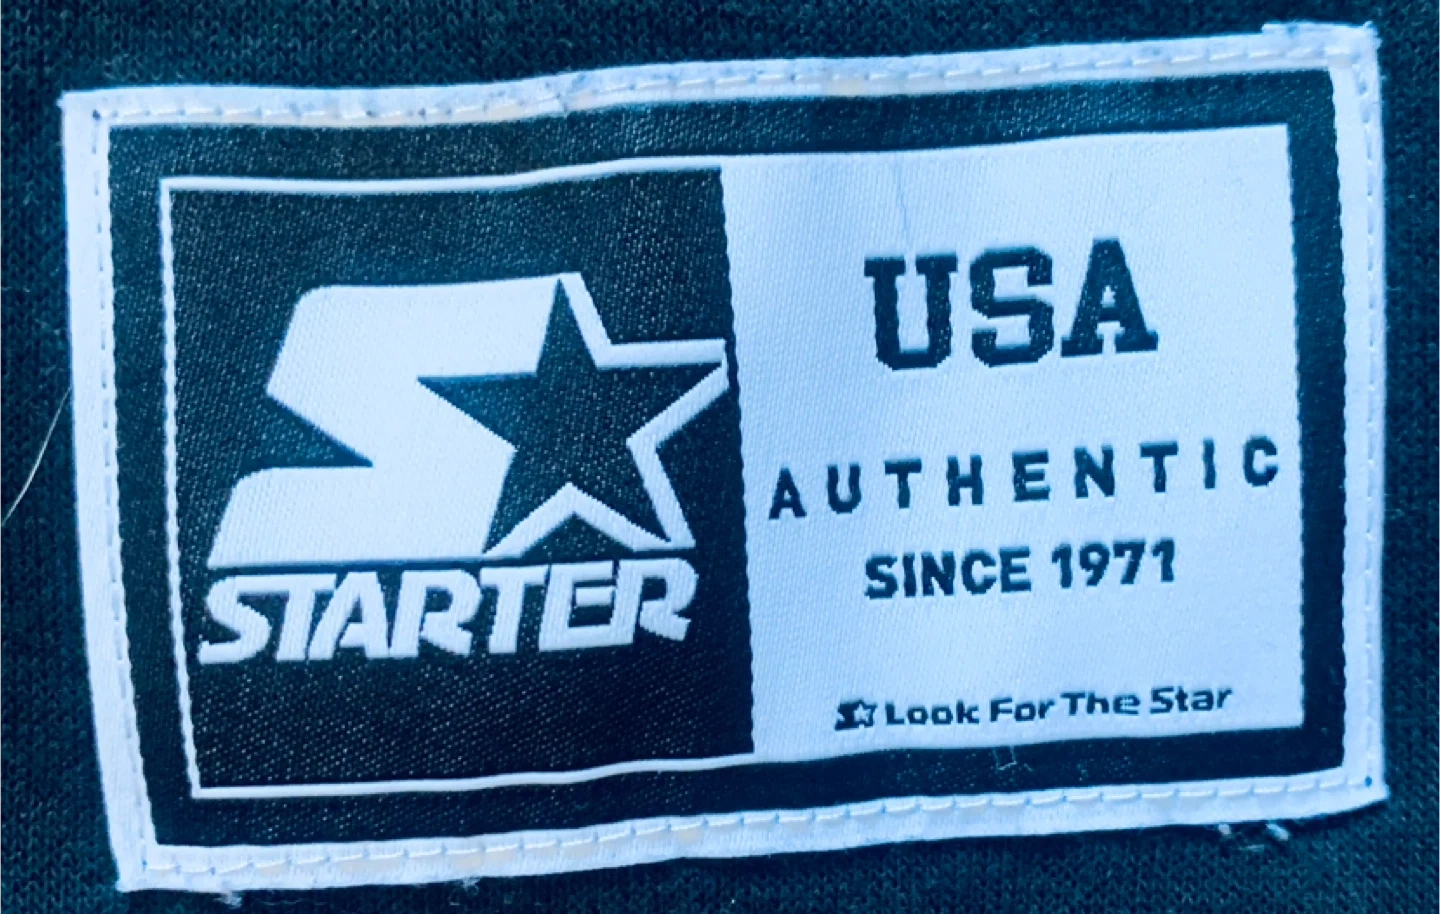 STARTER
USA
AUTHENTIC
SINCE 1971
Look For The Star